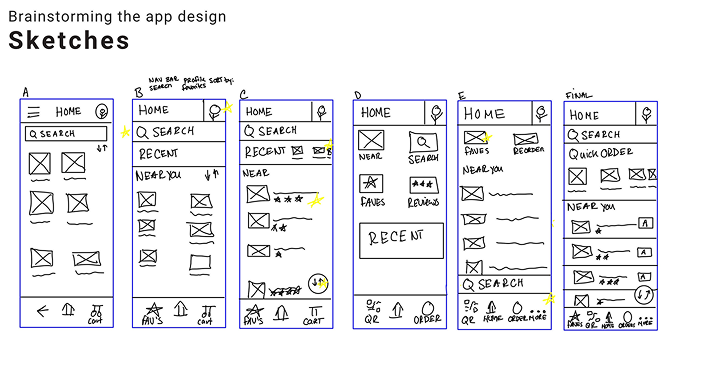 Brainstorming the app design
Sketches
A
HOME
SEARCH
CART
B
NAV BAR PROFILE SORT by:
SEARCH FAVORITES
HOME
SEARCH
RECENT
NEAR YOU
FAV'S
CART
C
HOME
SEARCH
RECENT
NEAR
FAV'S
CART
D
HOME
NEAR
SEARCH
FAVES
REVIEWS
RECENT
QR
ORDER
E
HOME
FAVES
REORDER
NEAR YOU
SEARCH
QR HOME ORDER MORE
FINAL
HOME
SEARCH
Quick ORDER
NEAR YOU
A
A
A
FAVES QR HOME ORDERS MORE